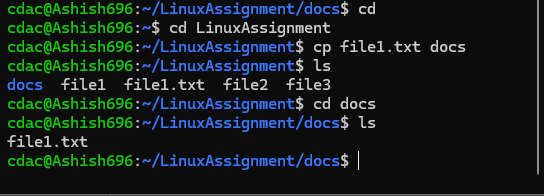 cdac@Ashish696:~/LinuxAssignment/docs$ cd
cdac@Ashish696:~$ cd LinuxAssignment
cdac@Ashish696:~/LinuxAssignment$ cp file1.txt docs
cdac@Ashish696:~/LinuxAssignment$ ls
docs  file1  file1.txt  file2  file3
cdac@Ashish696:~/LinuxAssignment$ cd docs
cdac@Ashish696:~/LinuxAssignment/docs$ ls
file1.txt
cdac@Ashish696:~/LinuxAssignment/docs$